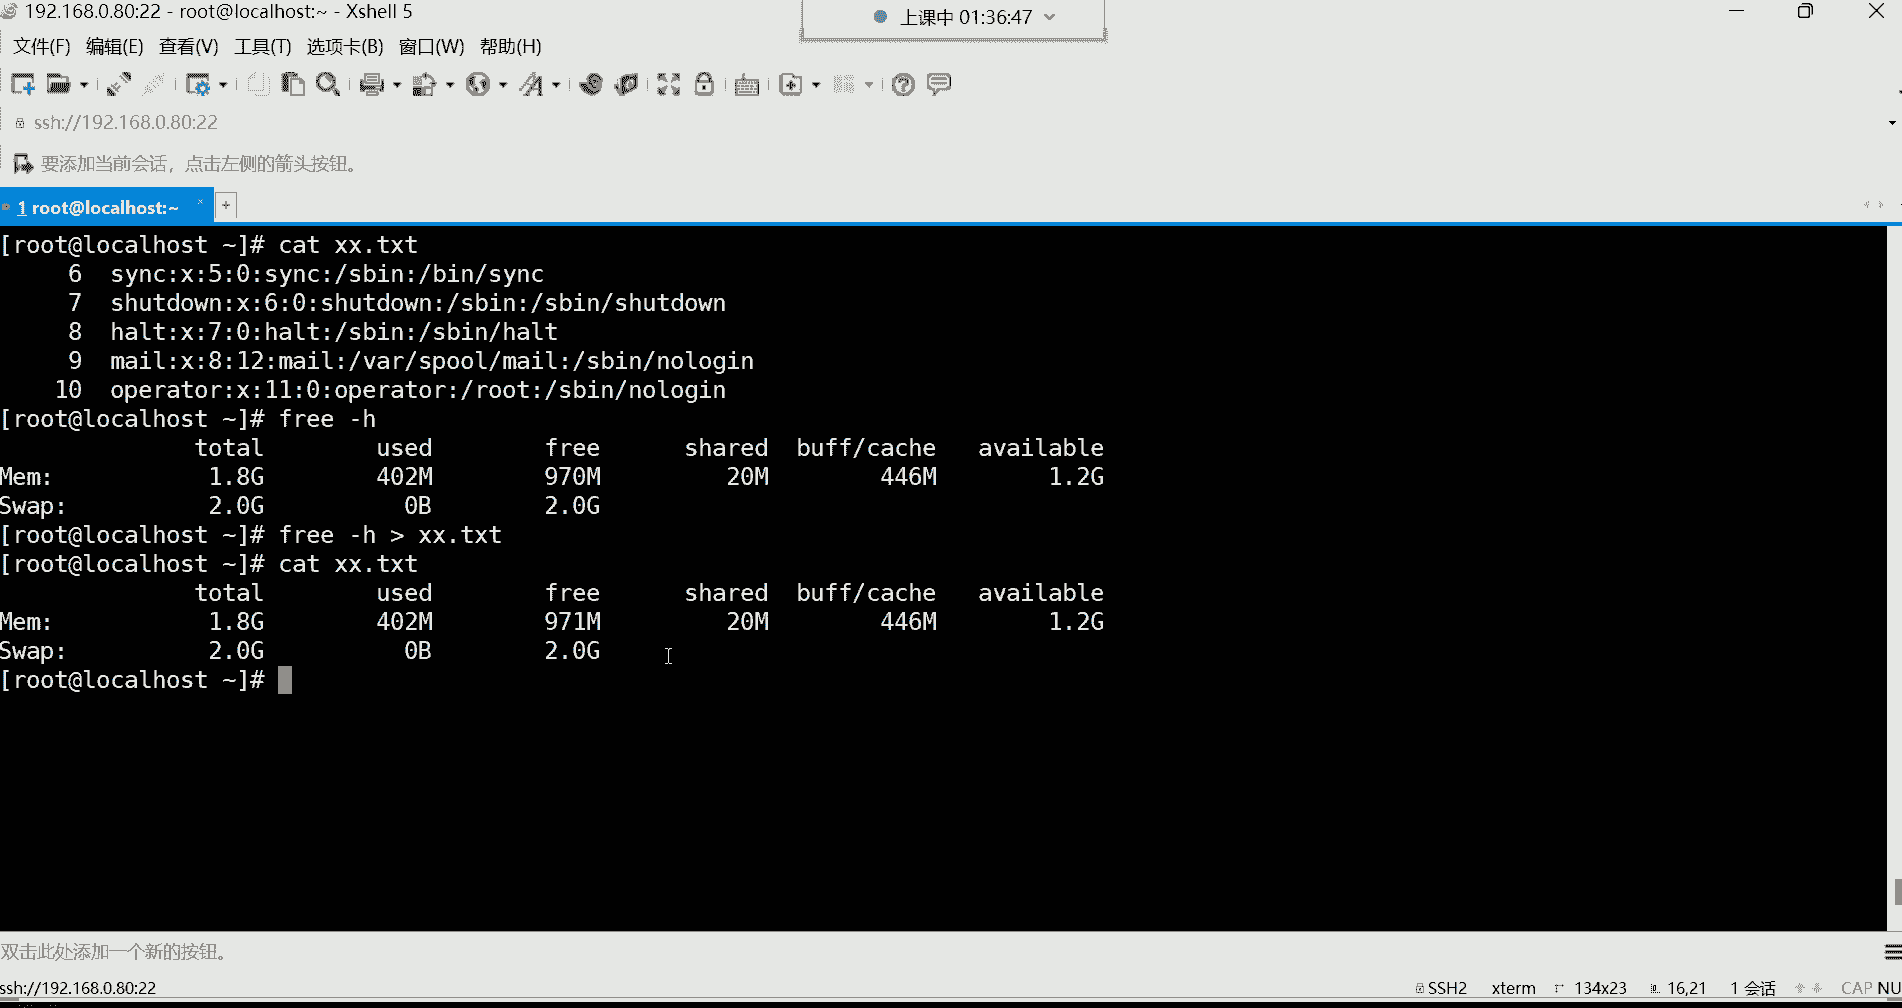 192.168.0.80:22 - root@localhost:~ - Xshell 5
上课中 01:36:47
文件(F) 编辑(E) 查看(V) 工具(T) 选项卡(B) 窗口(W) 帮助(H)
ssh://192.168.0.80:22
要添加当前会话，点击左侧的箭头按钮。
1 root@localhost:~
[root@localhost ~]# cat xx.txt
6 sync:x:5:0:sync:/sbin:/bin/sync
7 shutdown:x:6:0:shutdown:/sbin:/sbin/shutdown
8 halt:x:7:0:halt:/sbin:/sbin/halt
9 mail:x:8:12:mail:/var/spool/mail:/sbin/nologin
10 operator:x:11:0:operator:/root:/sbin/nologin
[root@localhost ~]# free -h
total used free shared buff/cache available
Mem: 1.8G 402M 970M 20M 446M 1.2G
Swap: 2.0G 0B 2.0G
[root@localhost ~]# free -h > xx.txt
[root@localhost ~]# cat xx.txt
total used free shared buff/cache available
Mem: 1.8G 402M 971M 20M 446M 1.2G
Swap: 2.0G 0B 2.0G
[root@localhost ~]#
双击此处添加一个新的按钮。
ssh://192.168.0.80:22 SSH2 xterm 134x23 16,21 1 会话 CAP NU